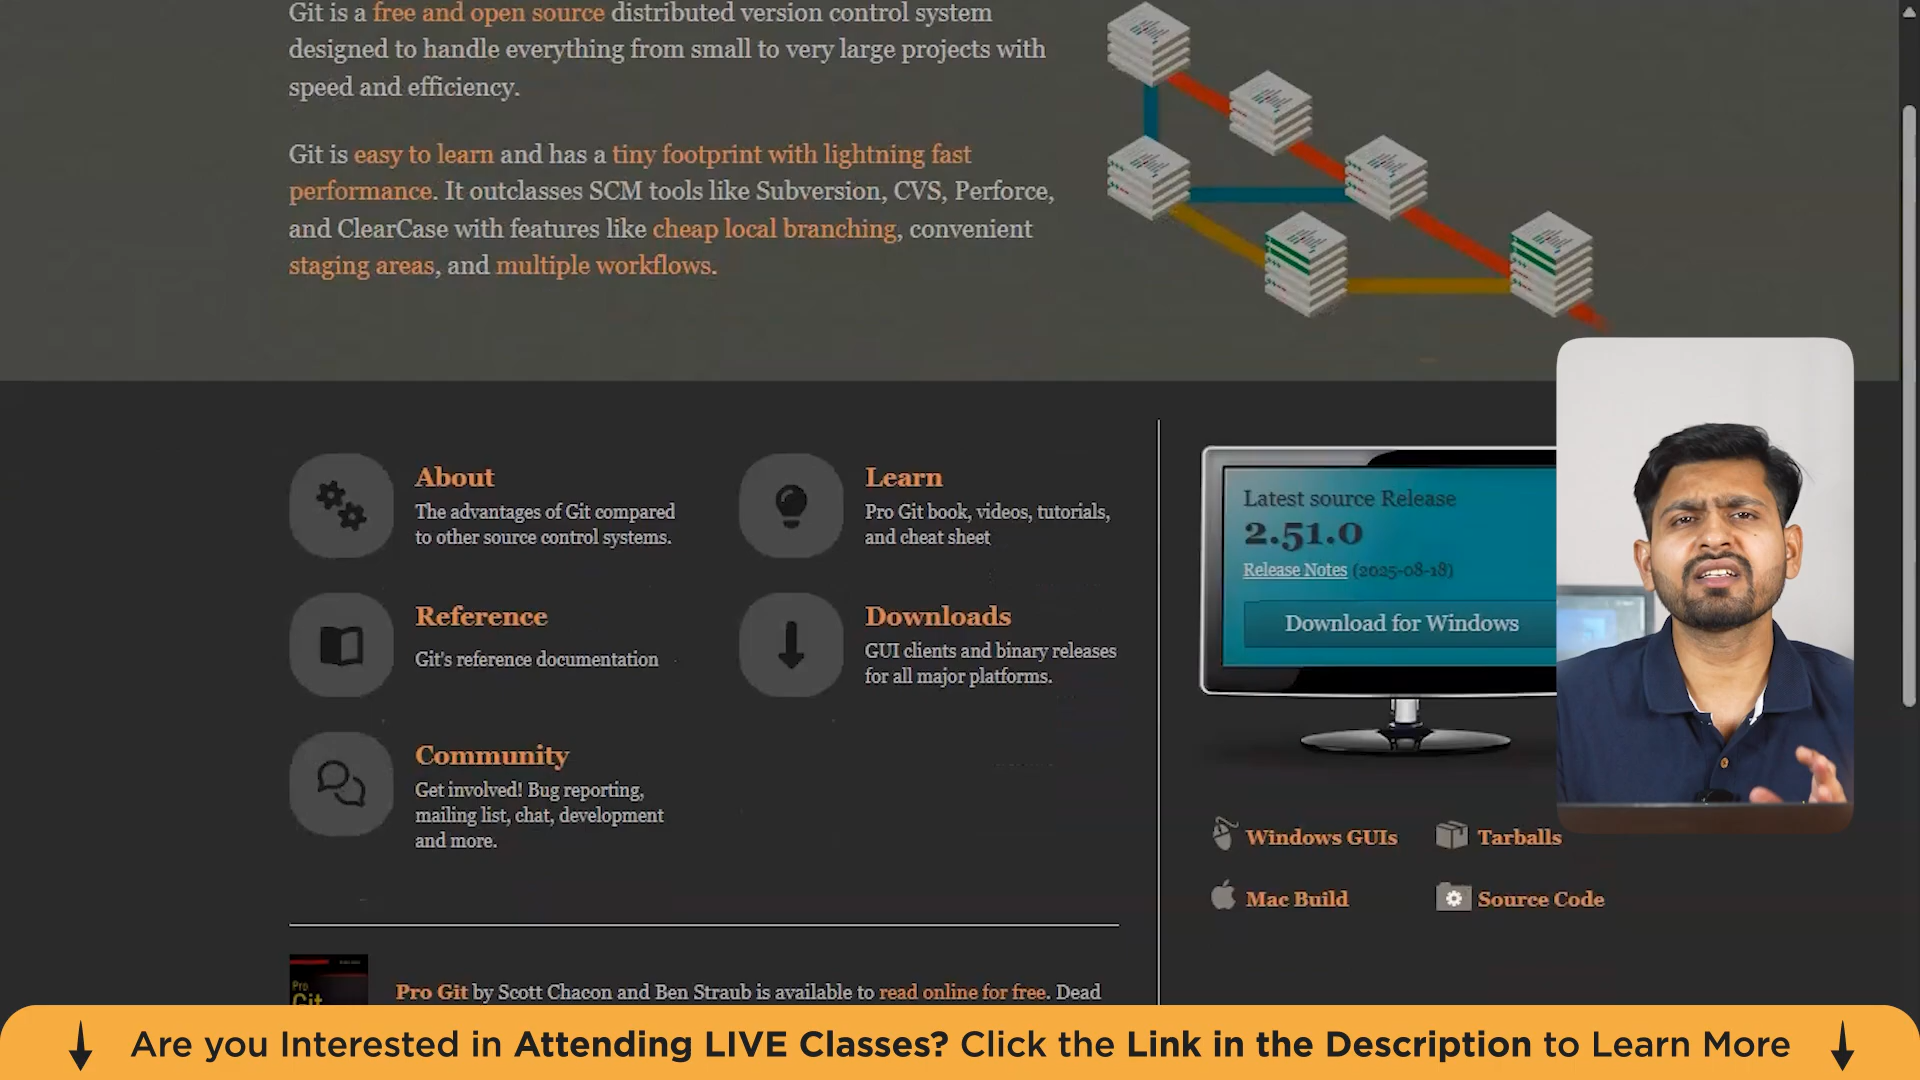 Git is a free and open source distributed version control system
designed to handle everything from small to very large projects with
speed and efficiency.
Git is easy to learn and has a tiny footprint with lightning fast
performance. It outclasses SCM tools like Subversion, CVS, Perforce,
and ClearCase with features like cheap local branching, convenient
staging areas, and multiple workflows.
About
The advantages of Git compared
to other source control systems.
Learn
Pro Git book, videos, tutorials,
and cheat sheet
Reference
Git's reference documentation
Downloads
GUI clients and binary releases
for all major platforms.
Community
Get involved! Bug reporting,
mailing list, chat, development
and more.
Latest source Release
2.51.0
Release Notes (2025-08-18)
Download for Windows
Windows GUIs
Tarballs
Mac Build
Source Code
Pro
Git
Pro Git by Scott Chacon and Ben Straub is available to read online for free. Dead
Are you Interested in Attending LIVE Classes? Click the Link in the Description to Learn More